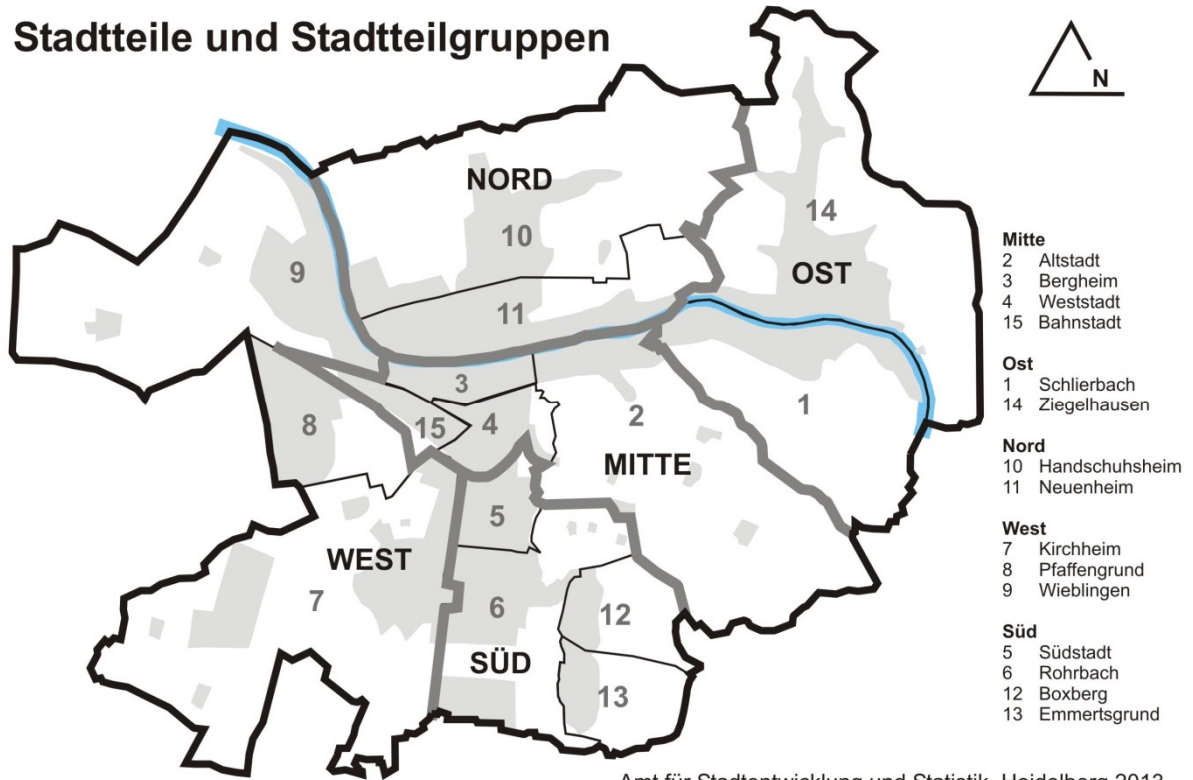 Stadtteile und Stadtteilgruppen
N
NORD
14
10
9
OST
11
3
8
15
4
2
1
MITTE
5
WEST
7
6
12
SÜD
13
Mitte
2 Altstadt
3 Bergheim
4 Weststadt
15 Bahnstadt
Ost
1 Schlierbach
14 Ziegelhausen
Nord
10 Handschuhsheim
11 Neuenheim
West
7 Kirchheim
8 Pfaffengrund
9 Wieblingen
Süd
5 Südstadt
6 Rohrbach
12 Boxberg
13 Emmertsgrund
Amt für Stadtentwicklung und Statistik, Heidelberg 2013